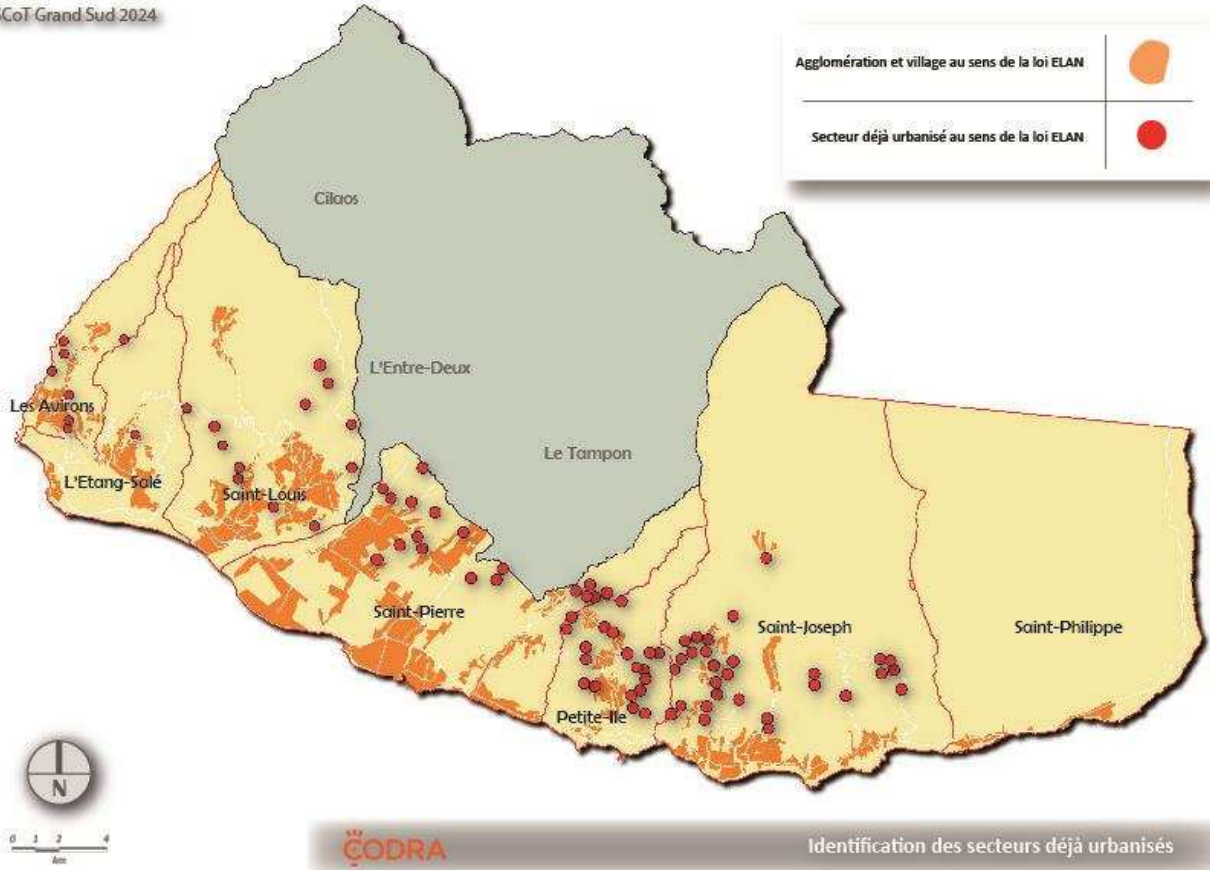 SCoT Grand Sud 2024
Agglomération et village au sens de la loi ELAN
Secteur déjà urbanisé au sens de la loi ELAN
Cilaos
L'Entre-Deux
Les Avirons
Le Tampon
L'Etang-Salé
Saint-Louis
Saint-Pierre
Saint-Joseph
Saint-Philippe
Petite-Ile
N
0 1 2 4
km
CODRA
Identification des secteurs déjà urbanisés